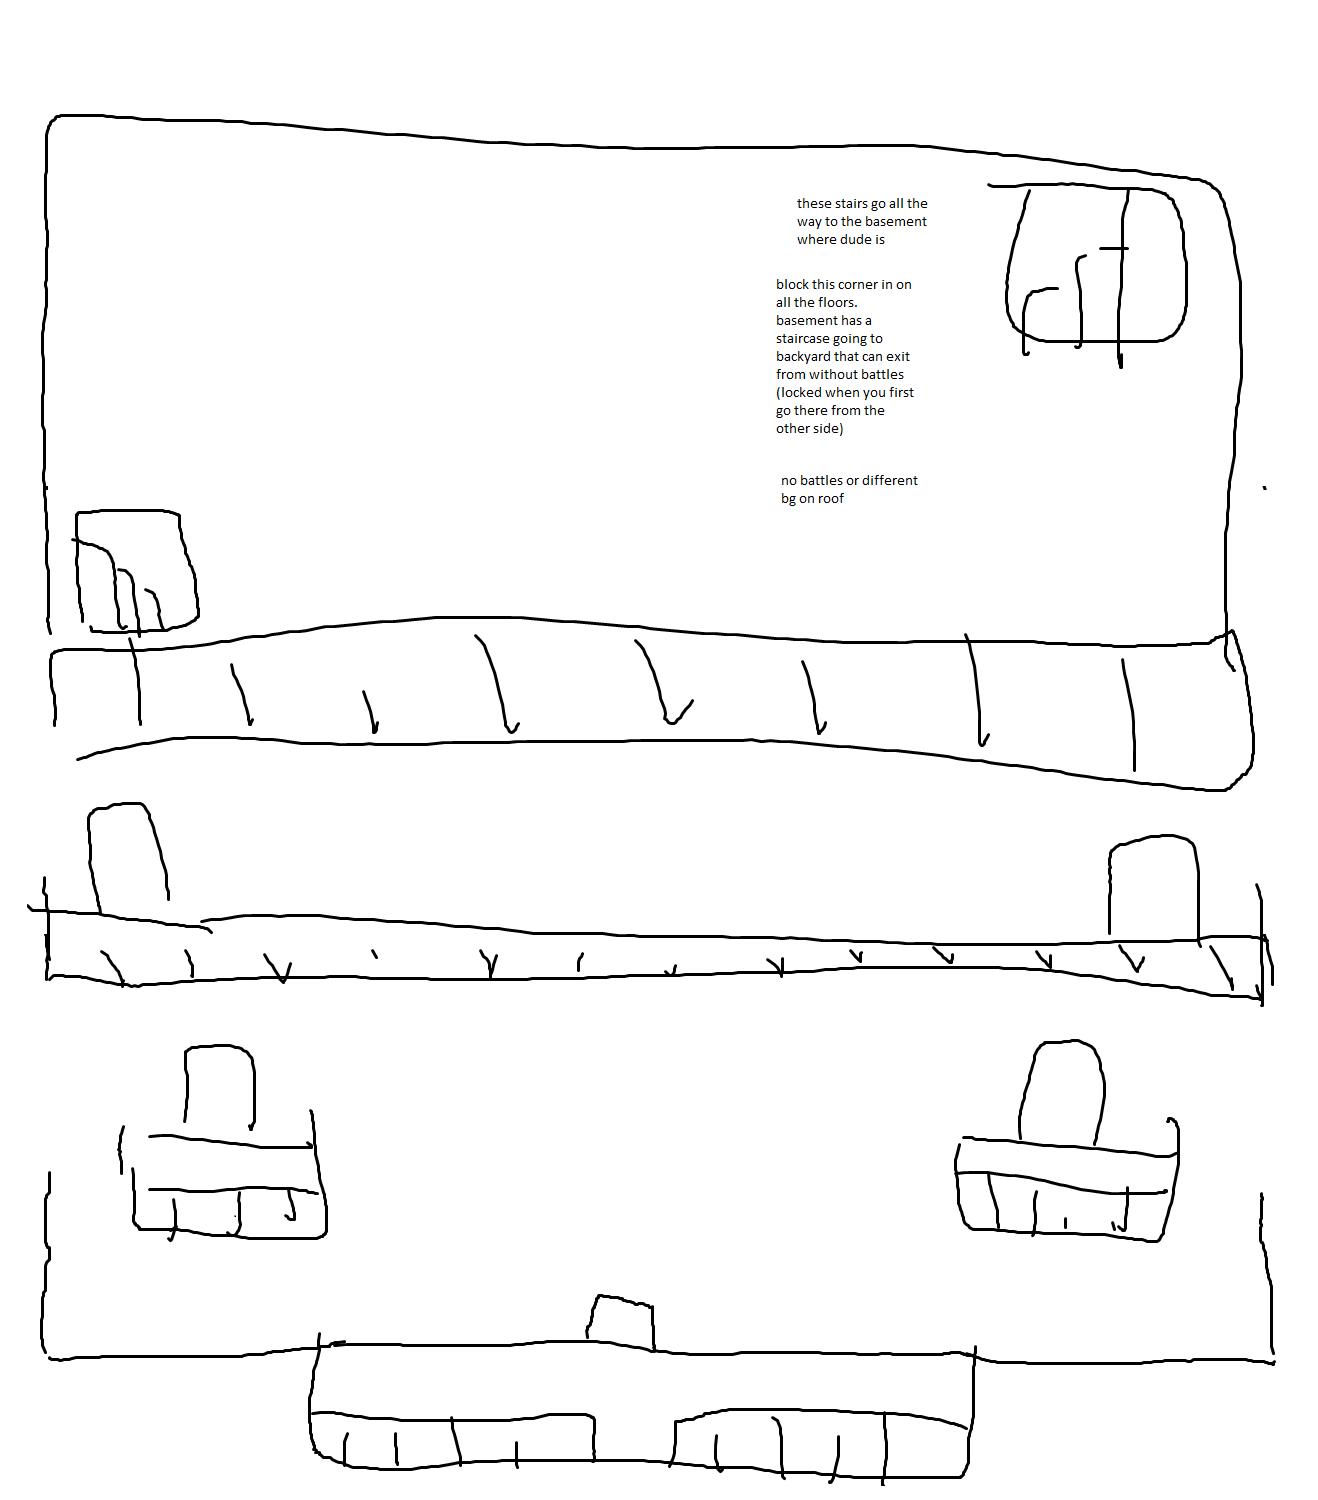 these stairs go all the
way to the basement
where dude is
block this corner in on
all the floors.
basement has a
staircase going to
backyard that can exit
from without battles
(locked when you first
go there from the
other side)
no battles or different
bg on roof